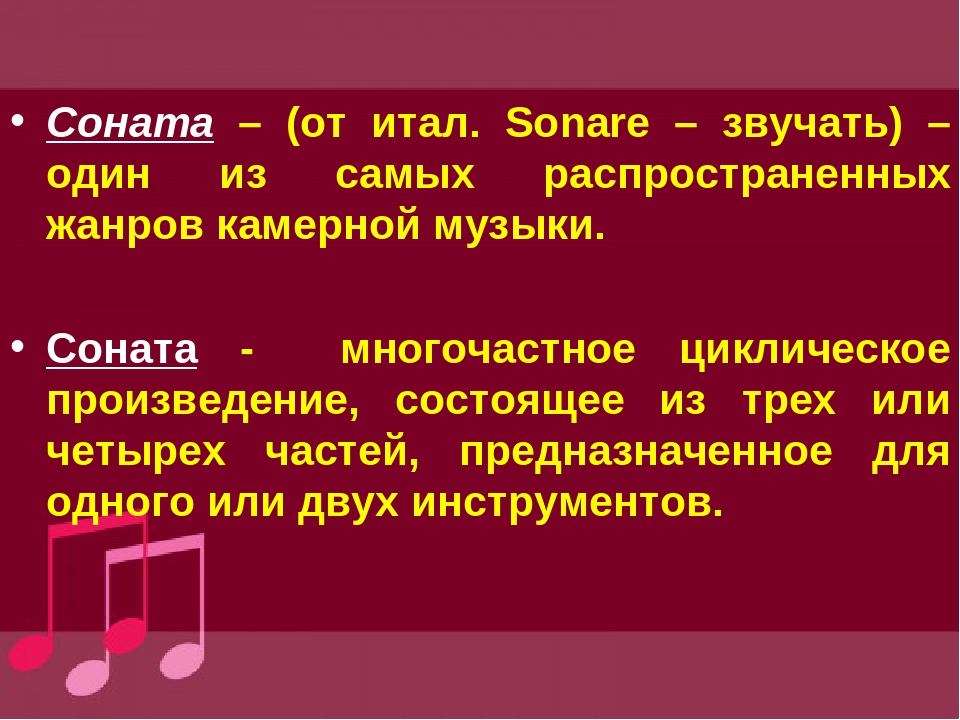 • Соната – (от итал. Sonare – звучать) –
один из самых распространенных
жанров камерной музыки.
• Соната - многочастное циклическое
произведение, состоящее из трех или
четырех частей, предназначенное для
одного или двух инструментов.